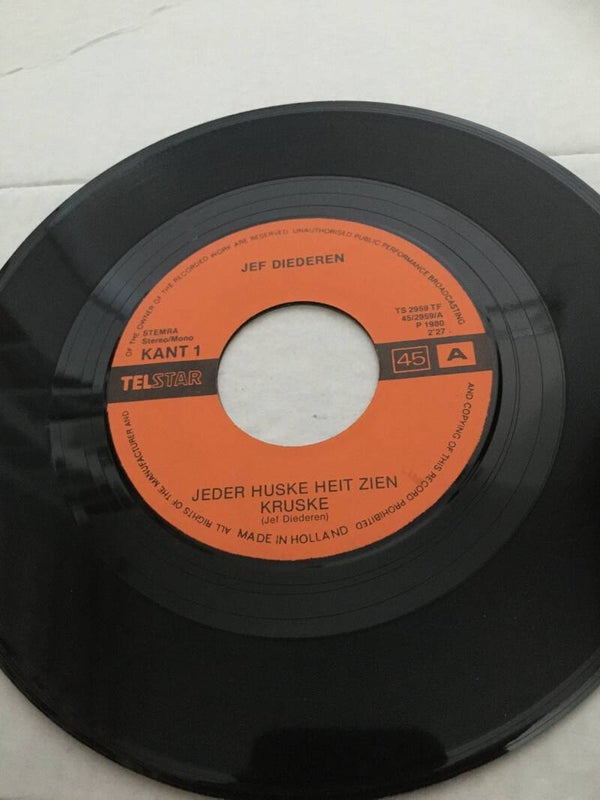 OF THE OWNER OF THE RECORDED WORK ARE RESERVED UNAUTHORISED PUBLIC PERFORMANCE BROADCASTING
JEF DIEDEREN
STEMRA
Stereo/Mono
KANT 1
TS 2959 TF
45/2959/A
P 1980
2'27
TELSTAR
45 A
JEDER HUSKE HEIT ZIEN
KRUSKE
(Jef Diederen)
MADE IN HOLLAND
AND COPYING OF THIS RECORD PROHIBITED
ALL RIGHTS OF THE MANUFACTURER AND